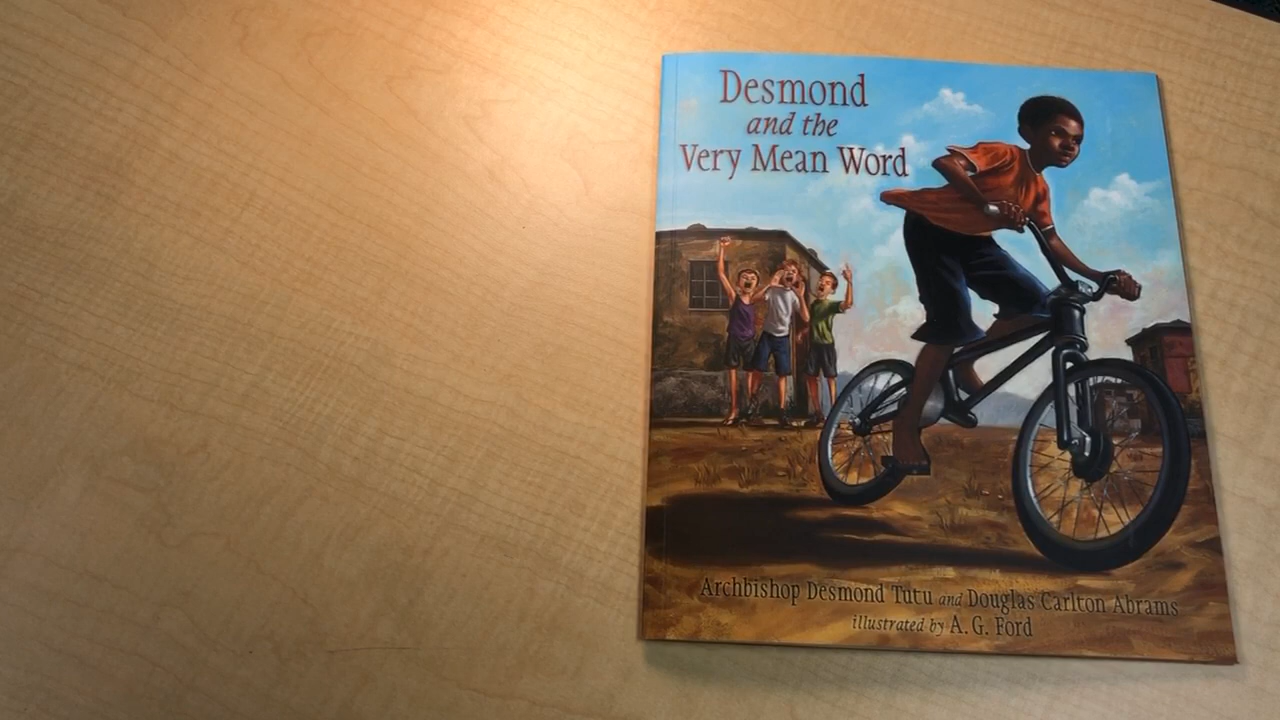 Desmond
and the
Very Mean Word
Archbishop Desmond Tutu and Douglas Carlton Abrams
illustrated by A. G. Ford